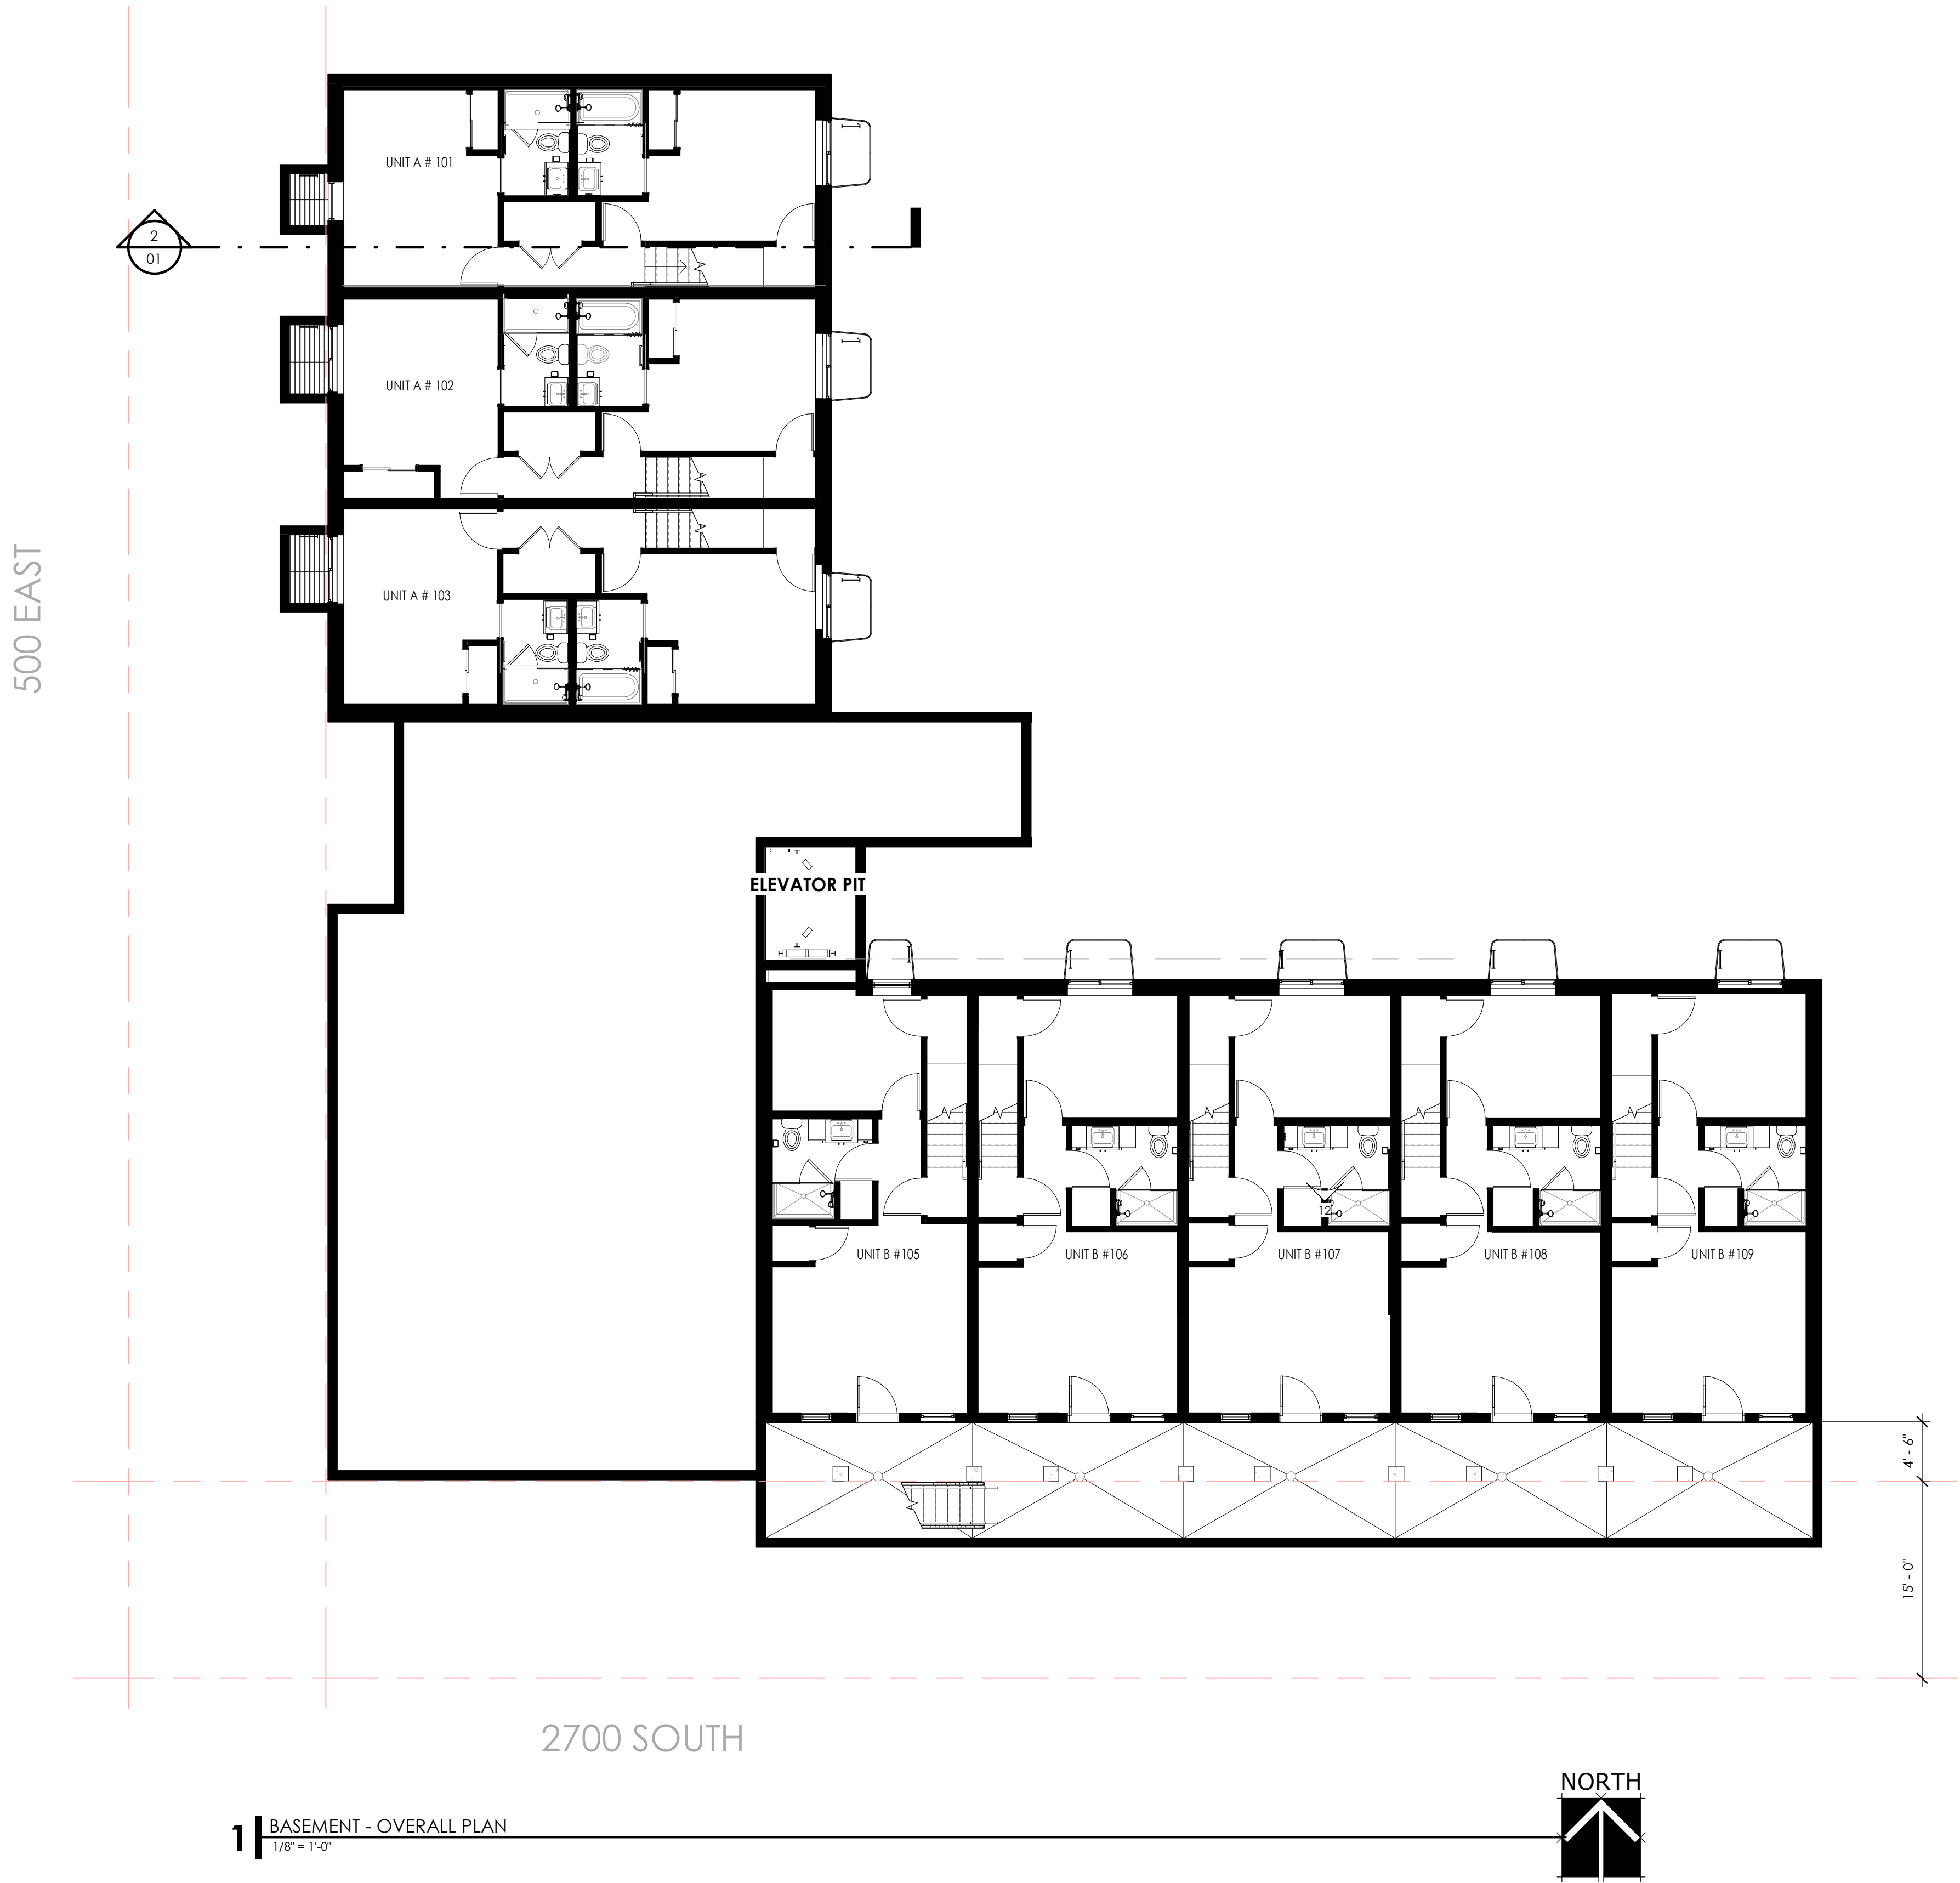 UNIT A # 101
2
01
UNIT A # 102
500 EAST
UNIT A # 103
ELEVATOR PIT
12
UNIT B #105
UNIT B #106
UNIT B #107
UNIT B #108
UNIT B #109
4' - 6"
15' - 0"
2700 SOUTH
NORTH
1
BASEMENT - OVERALL PLAN
1/8" = 1'-0"